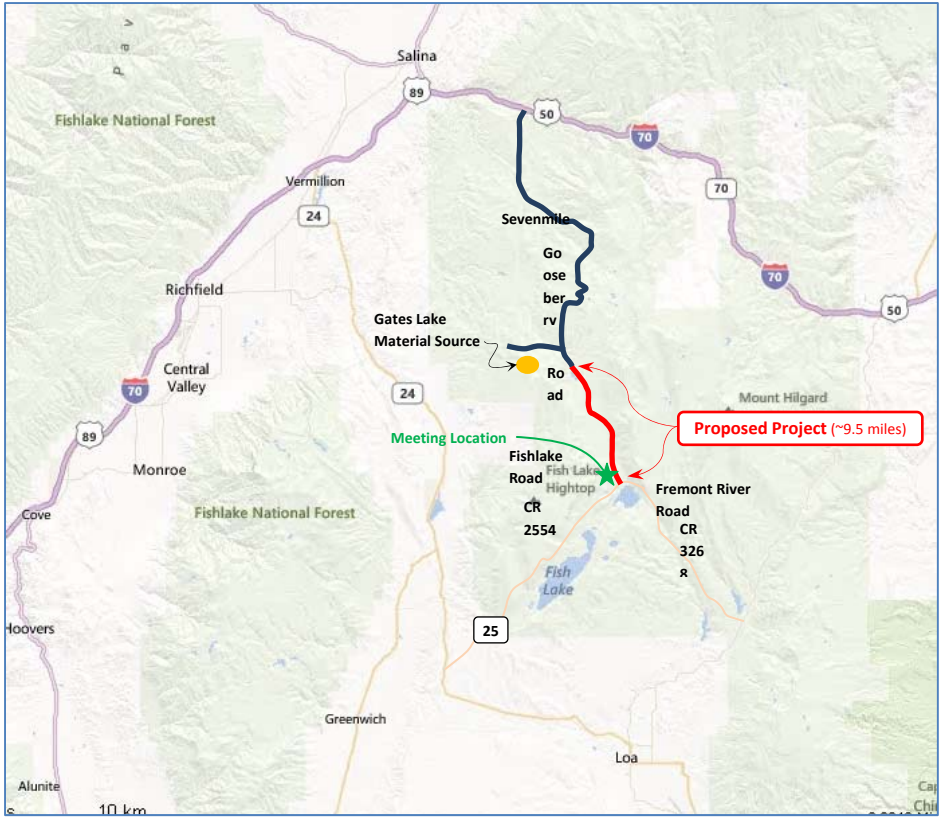 P a v
Salina
89
50
Fishlake National Forest
70
Vermillion
70
24
Sevenmile
Go
ose
ber
rv
70
Richfield
50
Gates Lake
Material Source
Central
Valley
Ro
ad
70
24
Mount Hilgard
Proposed Project (~9.5 miles)
89
Meeting Location
Monroe
Fishlake
Road
Fish Lake
Hightop
Fremont River
Road
CR
2554
CR
326
8
Cove
Fishlake National Forest
Fish
Lake
Hoovers
25
Greenwich
Loa
Alunite
10 km